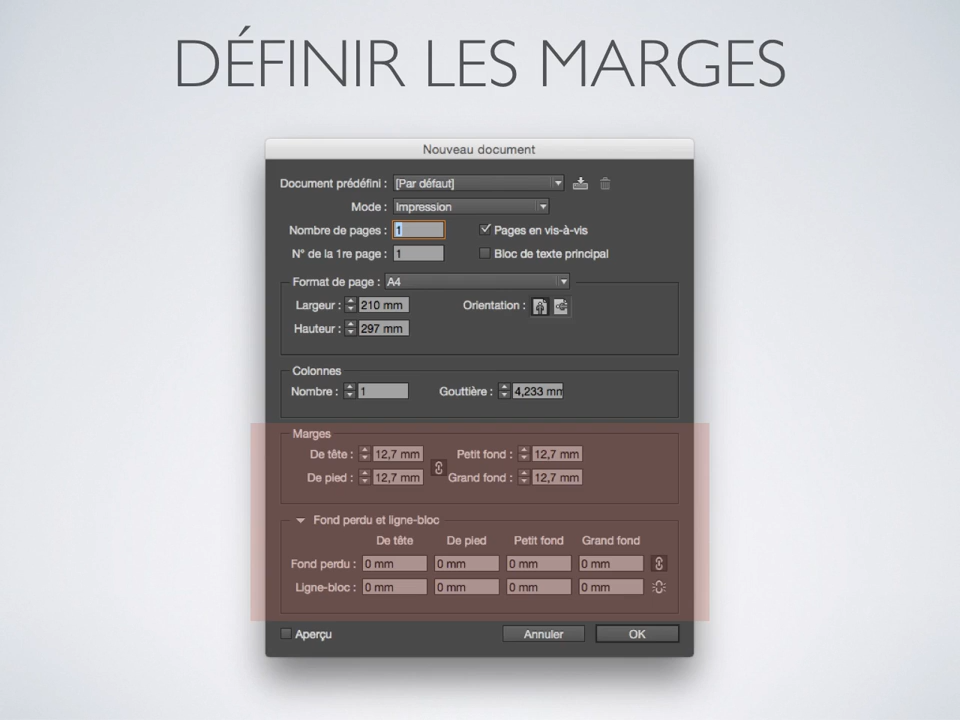 DÉFINIR LES MARGES
Nouveau document
Document prédéfini : [Par défaut]
Mode : Impression
Nombre de pages : 1 Pages en vis-à-vis
N° de la 1re page : 1 Bloc de texte principal
Format de page : A4
Largeur : 210 mm Orientation :
Hauteur : 297 mm
Colonnes
Nombre : 1 Gouttière : 4,233 mm
Marges
De tête : 12,7 mm Petit fond : 12,7 mm
De pied : 12,7 mm Grand fond : 12,7 mm
Fond perdu et ligne-bloc
De tête De pied Petit fond Grand fond
Fond perdu : 0 mm 0 mm 0 mm 0 mm
Ligne-bloc : 0 mm 0 mm 0 mm 0 mm
Aperçu Annuler OK